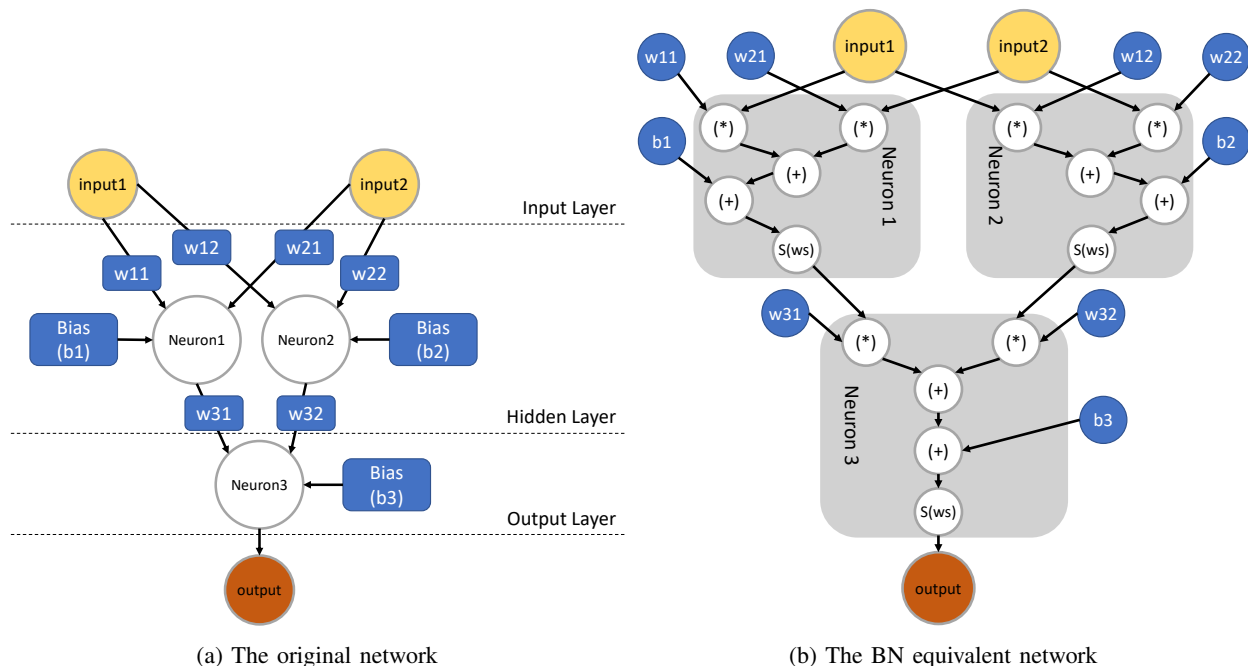 input1
input2
Input Layer
w12
w21
w11
w22
Bias
(b1)
Neuron1
Neuron2
Bias
(b2)
w31
w32
Hidden Layer
Neuron3
Bias
(b3)
Output Layer
output
(a) The original network
w11
w21
input1
input2
w12
w22
b1
(*)
(*)
(+)
(+)
S(ws)
Neuron 1
(*)
(*)
(+)
(+)
S(ws)
Neuron 2
b2
w31
(*)
(*)
w32
(+)
(+)
b3
Neuron 3
S(ws)
output
(b) The BN equivalent network